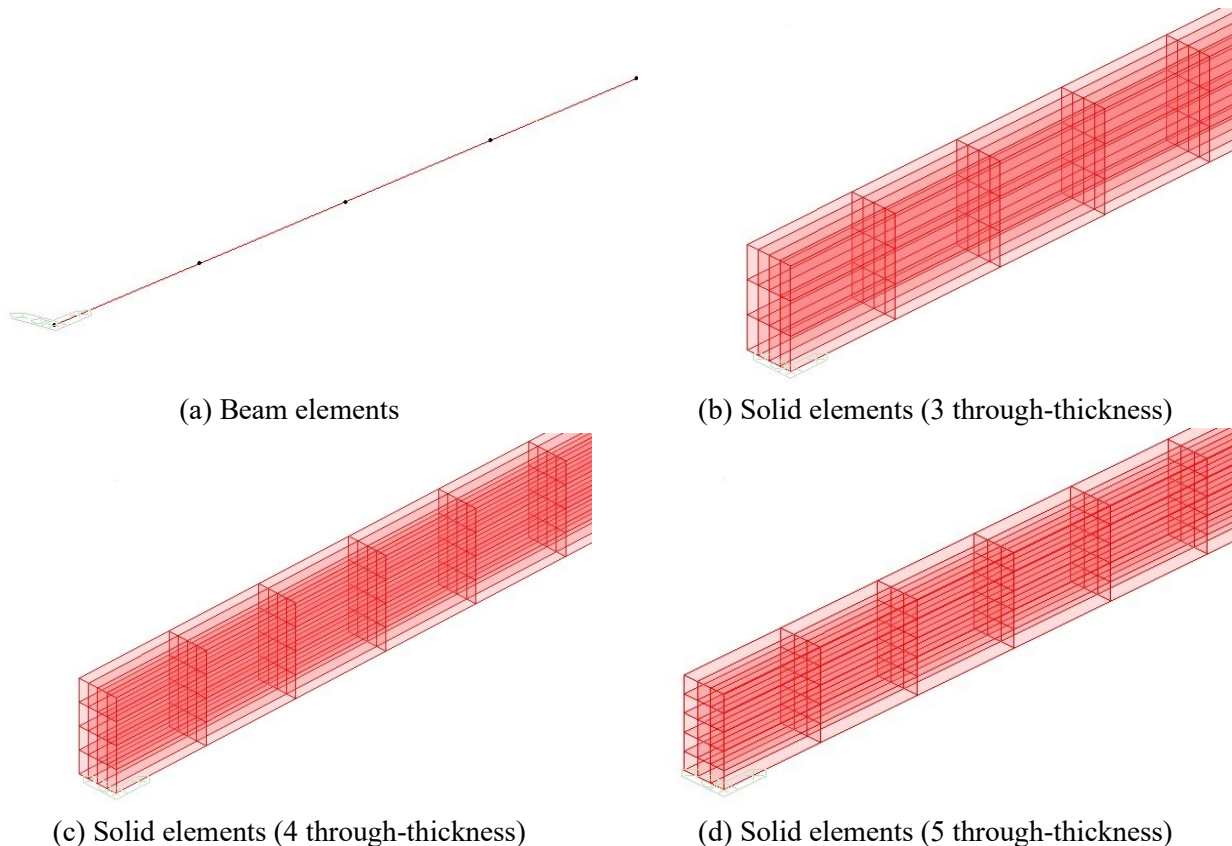 (a) Beam elements
(b) Solid elements (3 through-thickness)
(c) Solid elements (4 through-thickness)
(d) Solid elements (5 through-thickness)